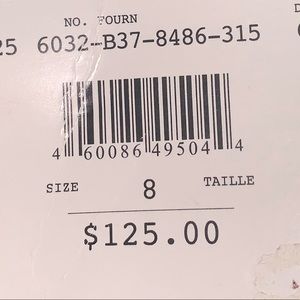 NO. FOURN
25 6032-B37-8486-315
4 60086 49504 4
SIZE 8 TAILLE
$125.00